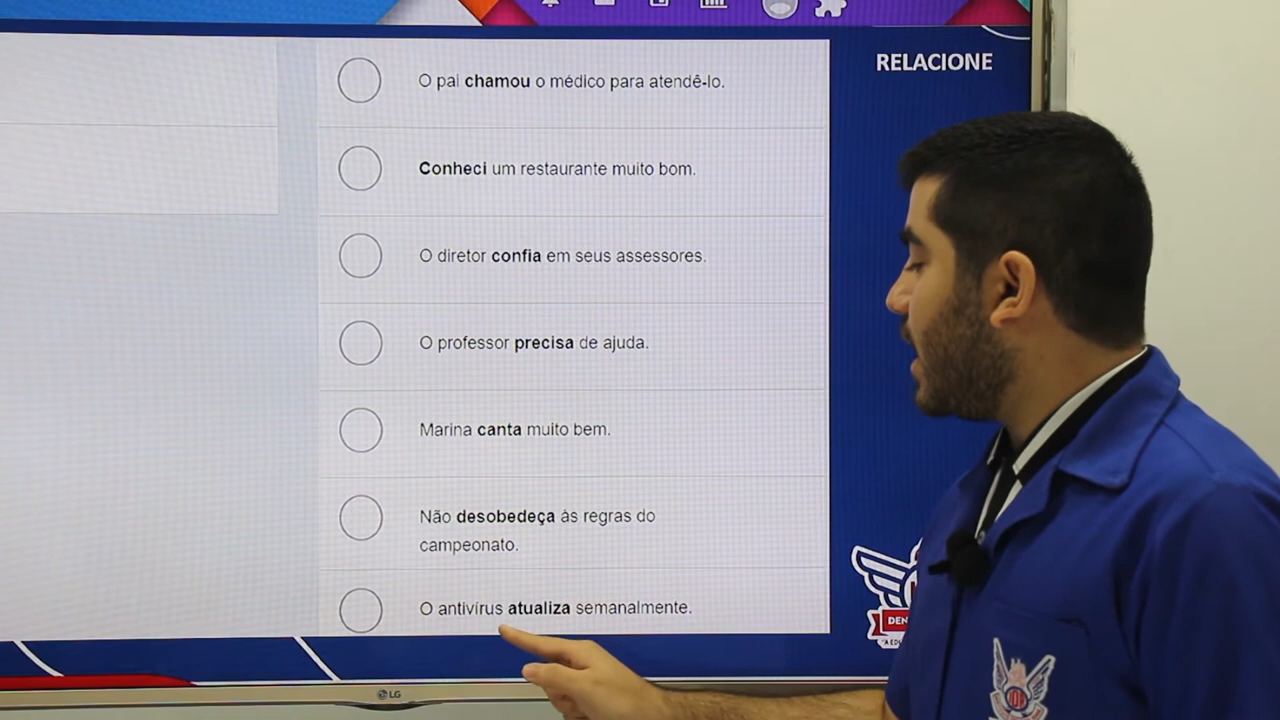 RELACIONE
O pai chamou o médico para atendê-lo.
Conheci um restaurante muito bom.
O diretor confia em seus assessores.
O professor precisa de ajuda.
Marina canta muito bem.
Não desobedeça às regras do
campeonato.
O antivírus atualiza semanalmente.
LG